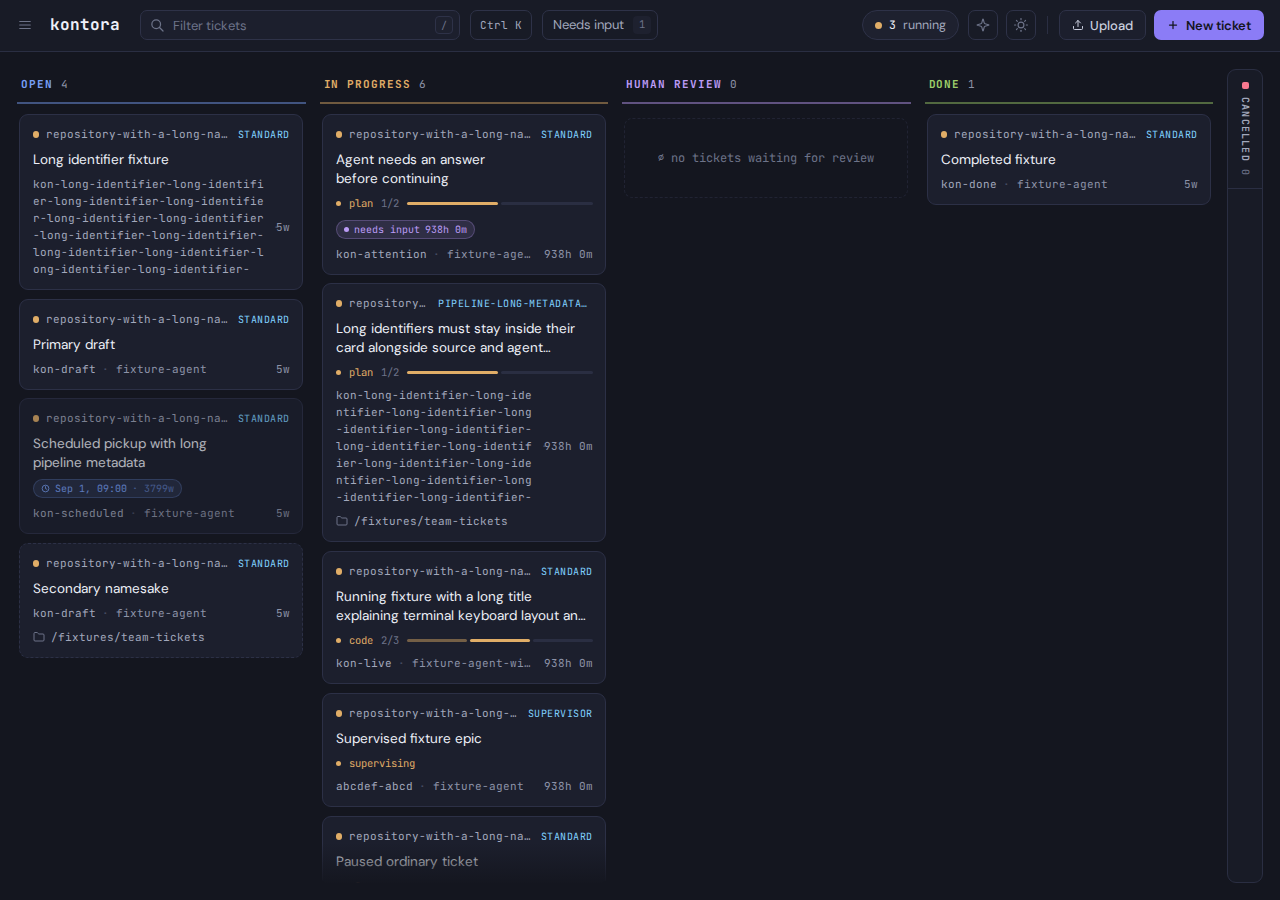 kontora
Filter tickets
/
Ctrl K
Needs input 1
3 running
Upload
New ticket
OPEN 4
repository-with-a-long-na… STANDARD
Long identifier fixture
kon-long-identifier-long-identifi
er-long-identifier-long-identifie
r-long-identifier-long-identifier
-long-identifier-long-identifier-
long-identifier-long-identifier-l
ong-identifier-long-identifier-
5w
repository-with-a-long-na… STANDARD
Primary draft
kon-draft · fixture-agent 5w
repository-with-a-long-na… STANDARD
Scheduled pickup with long
pipeline metadata
Sep 1, 09:00 · 3799w
kon-scheduled · fixture-agent 5w
repository-with-a-long-na… STANDARD
Secondary namesake
kon-draft · fixture-agent 5w
/fixtures/team-tickets
IN PROGRESS 6
repository-with-a-long-na… STANDARD
Agent needs an answer
before continuing
plan 1/2
needs input 938h 0m
kon-attention · fixture-age… 938h 0m
repository… PIPELINE-LONG-METADATA…
Long identifiers must stay inside their
card alongside source and agent…
plan 1/2
kon-long-identifier-long-ide
ntifier-long-identifier-long
-identifier-long-identifier-
long-identifier-long-identif
ier-long-identifier-long-ide
ntifier-long-identifier-long
-identifier-long-identifier-
938h 0m
/fixtures/team-tickets
repository-with-a-long-na… STANDARD
Running fixture with a long title
explaining terminal keyboard layout an…
code 2/3
kon-live · fixture-agent-wi… 938h 0m
repository-with-a-long-… SUPERVISOR
Supervised fixture epic
supervising
abcdef-abcd · fixture-agent 938h 0m
repository-with-a-long-na… STANDARD
Paused ordinary ticket
HUMAN REVIEW 0
no tickets waiting for review
DONE 1
repository-with-a-long-na… STANDARD
Completed fixture
kon-done · fixture-agent 5w
CANCELLED 0